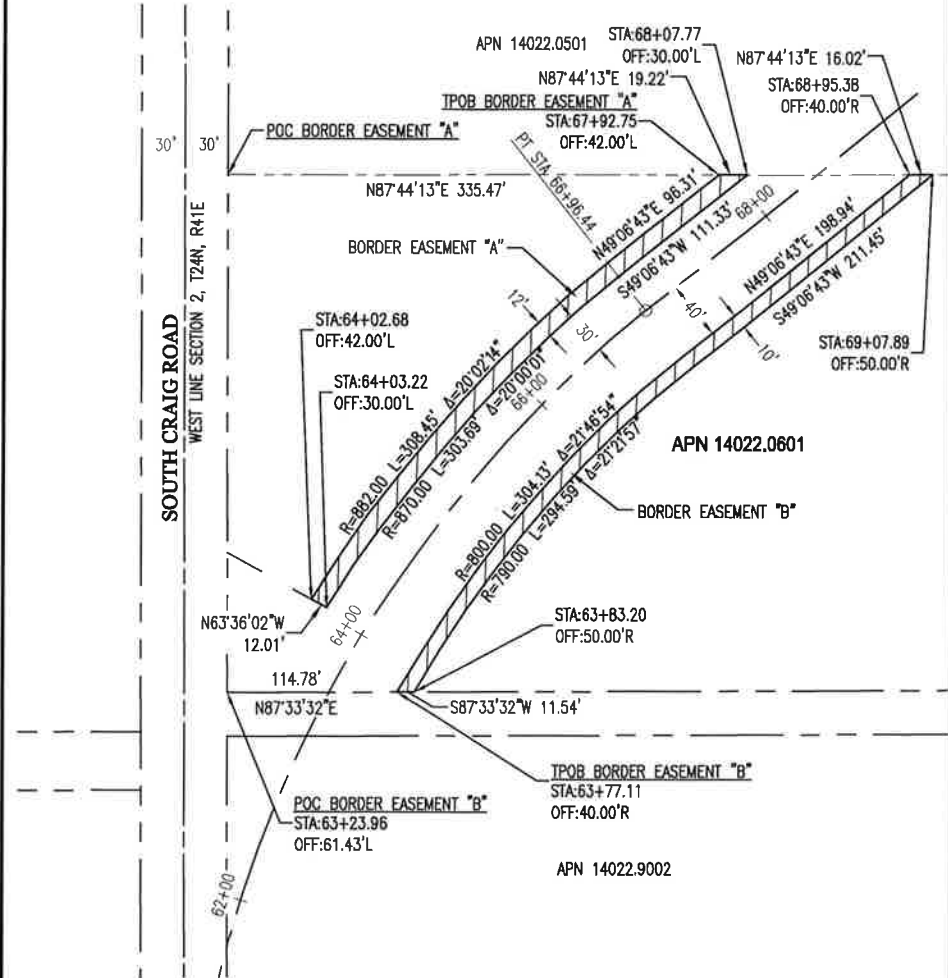 APN 14022.0501
STA:68+07.77
OFF:30.00'L
N87°44'13"E 16.02'
N87°44'13"E 19.22'
STA:68+95.38
OFF:40.00'R
TPOB BORDER EASEMENT "A"
STA:67+92.75
OFF:42.00'L
POC BORDER EASEMENT "A"
30'
30'
PT STA 66+96.44
N87°44'13"E 335.47'
N49°06'43"E 96.31'
S49°06'43"W 111.33'
68+00
BORDER EASEMENT "A"
N49°06'43"E 198.94'
S49°06'43"W 211.45'
SOUTH CRAIG ROAD
WEST LINE SECTION 2, T24N, R41E
12'
30'
40'
10'
STA:64+02.68
OFF:42.00'L
STA:69+07.89
OFF:50.00'R
STA:64+03.22
OFF:30.00'L
66+00
R=882.00 L=308.45' Δ=20°02'14"
R=870.00 L=303.69' Δ=20°00'01"
APN 14022.0601
R=800.00 L=304.13' Δ=21°46'54"
R=790.00 L=294.59' Δ=21°21'57"
BORDER EASEMENT "B"
N63°36'02"W
12.01'
64+00
STA:63+83.20
OFF:50.00'R
114.78'
N87°33'32"E
S87°33'32"W 11.54'
TPOB BORDER EASEMENT "B"
STA:63+77.11
OFF:40.00'R
POC BORDER EASEMENT "B"
STA:63+23.96
OFF:61.43'L
APN 14022.9002
62+00